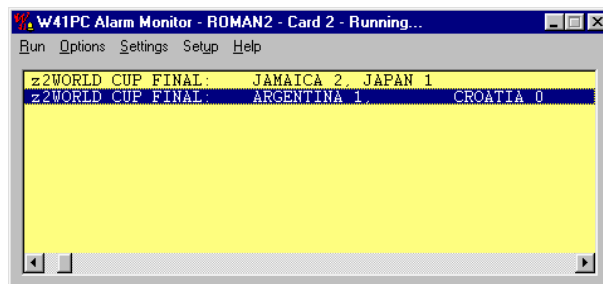 W41PC Alarm Monitor - ROMAN2 - Card 2 - Running...
Run Options Settings Setup Help
z2WORLD CUP FINAL: JAMAICA 2, JAPAN 1
z2WORLD CUP FINAL: ARGENTINA 1, CROATIA 0